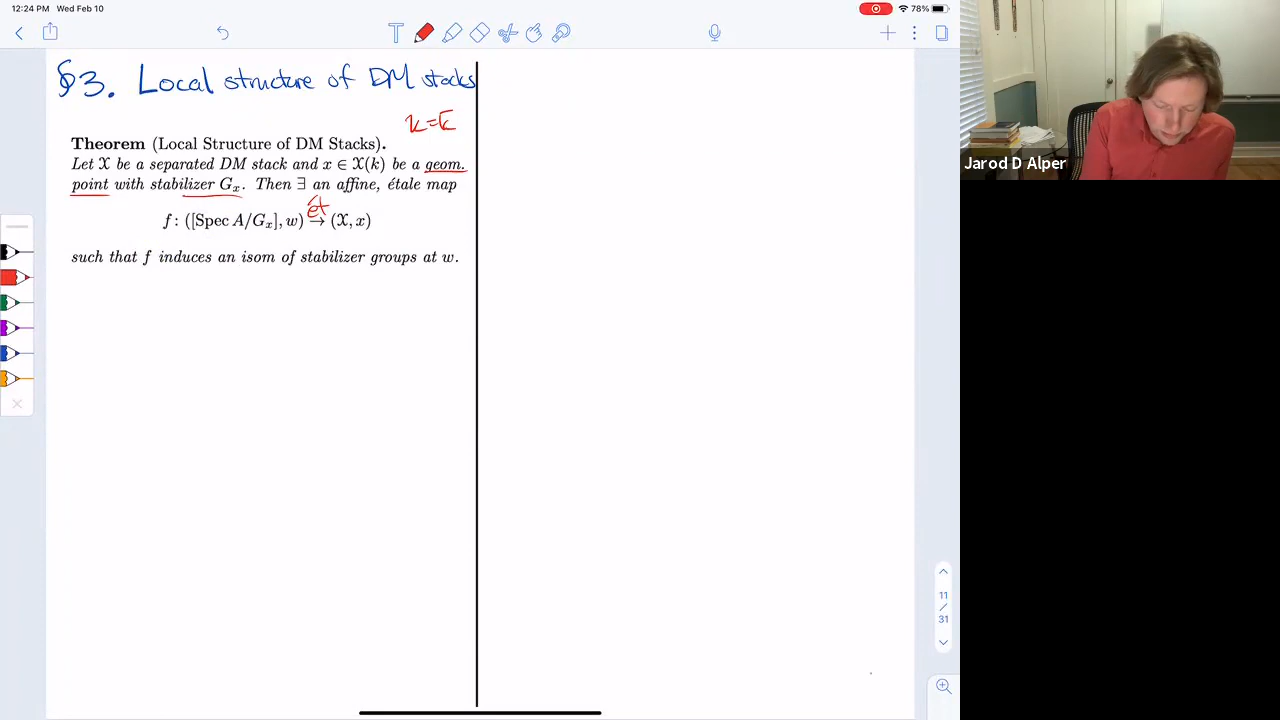 12:24 PM Wed Feb 10
78%
§3. Local structure of DM stacks
k=k̄
Theorem (Local Structure of DM Stacks).
Let 𝒳 be a separated DM stack and x ∈ 𝒳(k) be a geom.
point with stabilizer Gₓ. Then ∃ an affine, étale map
ét
f: ([Spec A/Gₓ], w) → (𝒳, x)
such that f induces an isom of stabilizer groups at w.
11
/
31
Jarod D Alper